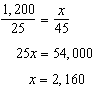 1,200/25 = x/45
25x = 54,000
x = 2,160